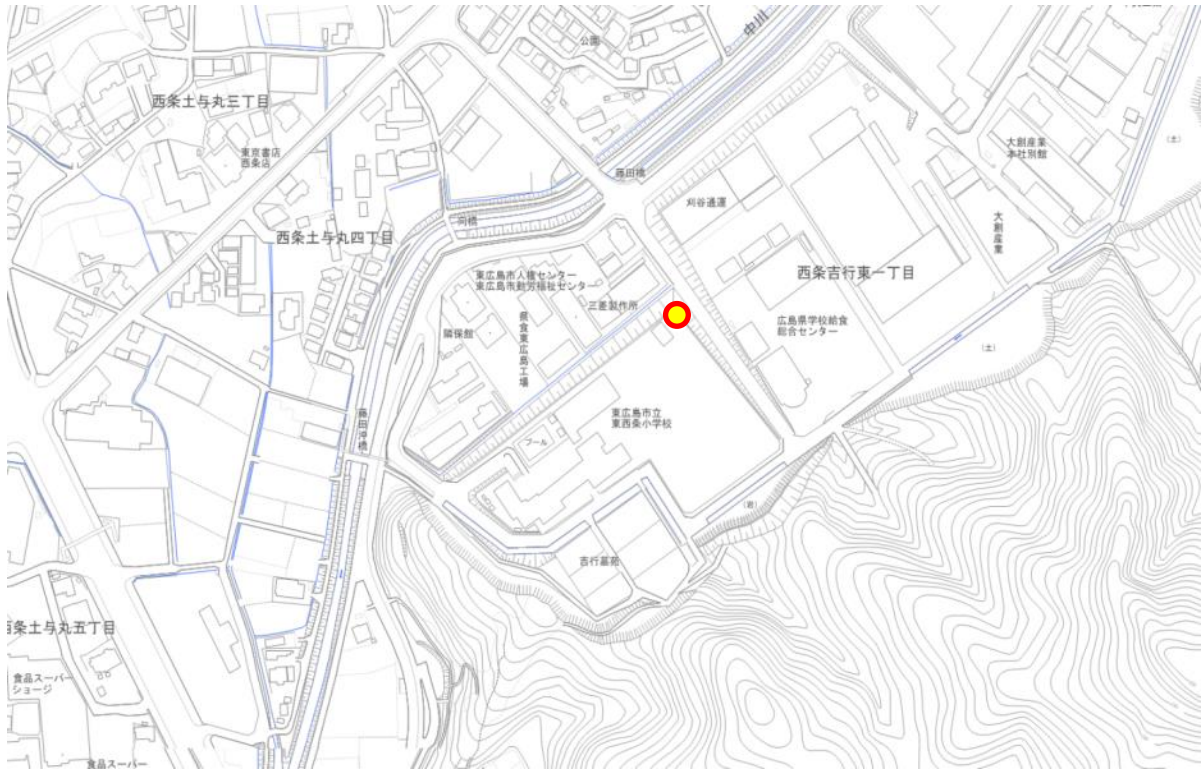 公園
中川
西条土与丸三丁目
東京書店
西条店
藤田橋
刈谷通運
大創産業
本社別館
(土)
大創産業
向橋
西条土与丸四丁目
東広島市人権センター
東広島市勤労福祉センター
三差製作所
西条吉行東一丁目
広島県学校給食
総合センター
隣保館
県食東広島工場
(土)
藤田沖橋
東広島市立
東西条小学校
プール
(岩)
吉行墓苑
西条土与丸五丁目
食品スーパー
ショージ
食品スーパー